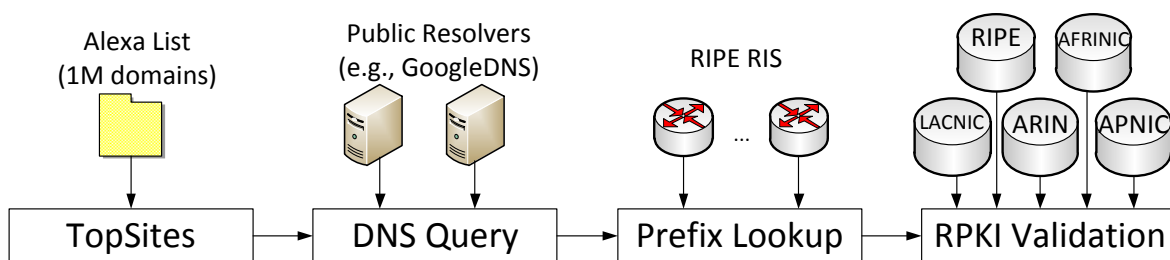 Alexa List
(1M domains)
Public Resolvers
(e.g., GoogleDNS)
RIPE RIS
...
RIPE
AFRINIC
LACNIC
ARIN
APNIC
TopSites
DNS Query
Prefix Lookup
RPKI Validation